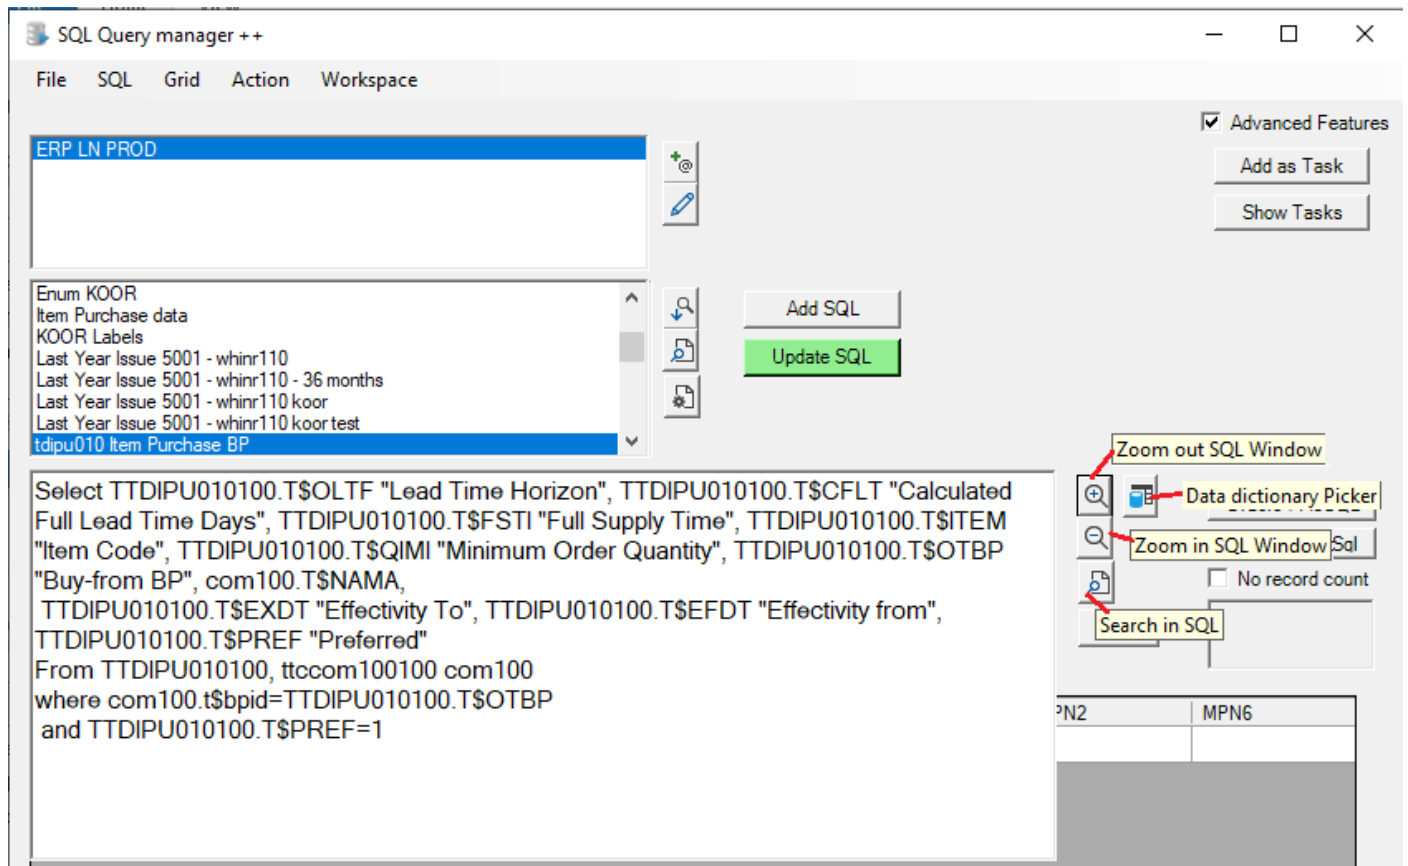 SQL Query manager ++
File SQL Grid Action Workspace
Advanced Features
ERP LN PROD
Add as Task
Show Tasks
Enum KOOR
Item Purchase data
KOOR Labels
Last Year Issue 5001 - whinr110
Last Year Issue 5001 - whinr110 - 36 months
Last Year Issue 5001 - whinr110 koor
Last Year Issue 5001 - whinr110 koor test
tdipu010 Item Purchase BP
Add SQL
Update SQL
Select TTDIPU010100.T$OLTF "Lead Time Horizon", TTDIPU010100.T$CFLT "Calculated
Full Lead Time Days", TTDIPU010100.T$FSTI "Full Supply Time", TTDIPU010100.T$ITEM
"Item Code", TTDIPU010100.T$QIMI "Minimum Order Quantity", TTDIPU010100.T$OTBP
"Buy-from BP", com100.T$NAMA,
TTDIPU010100.T$EXDT "Effectivity To", TTDIPU010100.T$EFDT "Effectivity from",
TTDIPU010100.T$PREF "Preferred"
From TTDIPU010100, ttccom100100 com100
where com100.t$bpid=TTDIPU010100.T$OTBP
and TTDIPU010100.T$PREF=1
Zoom out SQL Window
Data dictionary Picker
Zoom in SQL Window
Sql
No record count
Search in SQL
PN2 MPN6